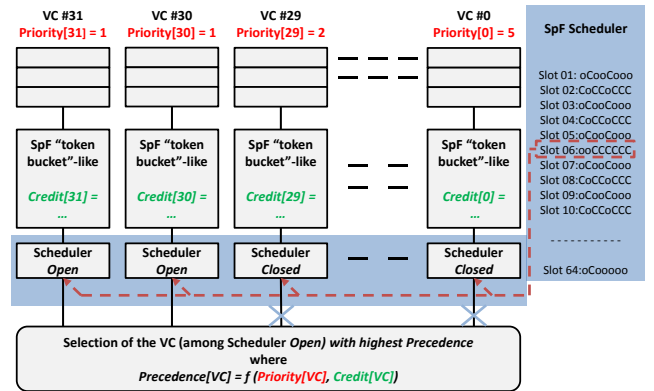 VC #31
Priority[31] = 1
VC #30
Priority[30] = 1
VC #29
Priority[29] = 2
VC #0
Priority[0] = 5
SpF "token
bucket"-like
Credit[31] =
...
SpF "token
bucket"-like
Credit[30] =
...
SpF "token
bucket"-like
Credit[29] =
...
SpF "token
bucket"-like
Credit[0] =
...
Scheduler
Open
Scheduler
Open
Scheduler
Closed
Scheduler
Closed
Selection of the VC (among Scheduler Open) with highest Precedence
where
Precedence[VC] = f (Priority[VC], Credit[VC])
SpF Scheduler
Slot 01: oCooCooo
Slot 02:CoCCoCCC
Slot 03:oCooCooo
Slot 04:CoCCoCCC
Slot 05:oCooCooo
Slot 06:ooCCCCCC
Slot 07:oCooCooo
Slot 08:CoCCoCCC
Slot 09:oCooCooo
Slot 10:CoCCoCCC
-----------
Slot 64:oCooooo